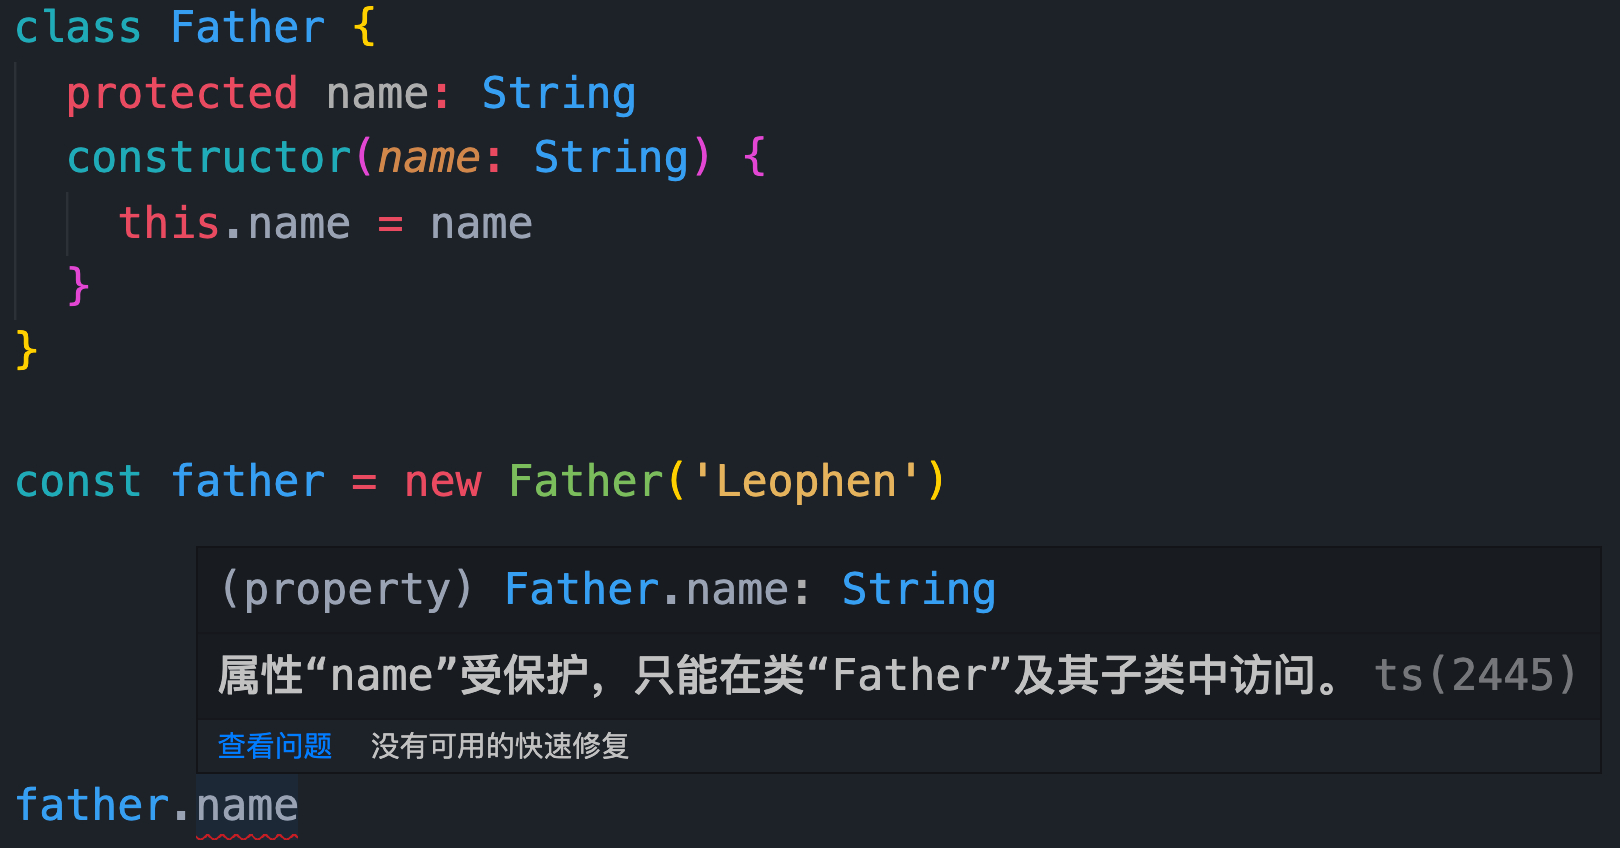 class Father {
  protected name: String
  constructor(name: String) {
    this.name = name
  }
}
const father = new Father('Leophen')
(property) Father.name: String
属性“name”受保护，只能在类“Father”及其子类中访问。 ts(2445)
查看问题 没有可用的快速修复
father.name